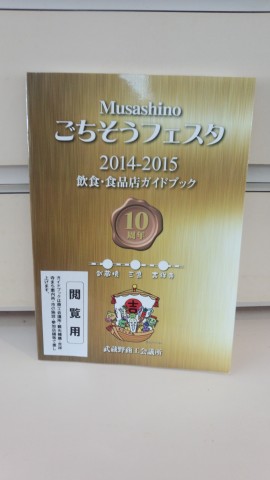 Musashino
ごちそうフェスタ
2014-2015
飲食・食品店ガイドブック
10
周年
吉祥寺 三鷹 武蔵境
吉
閲覧用
武蔵野商工会議所